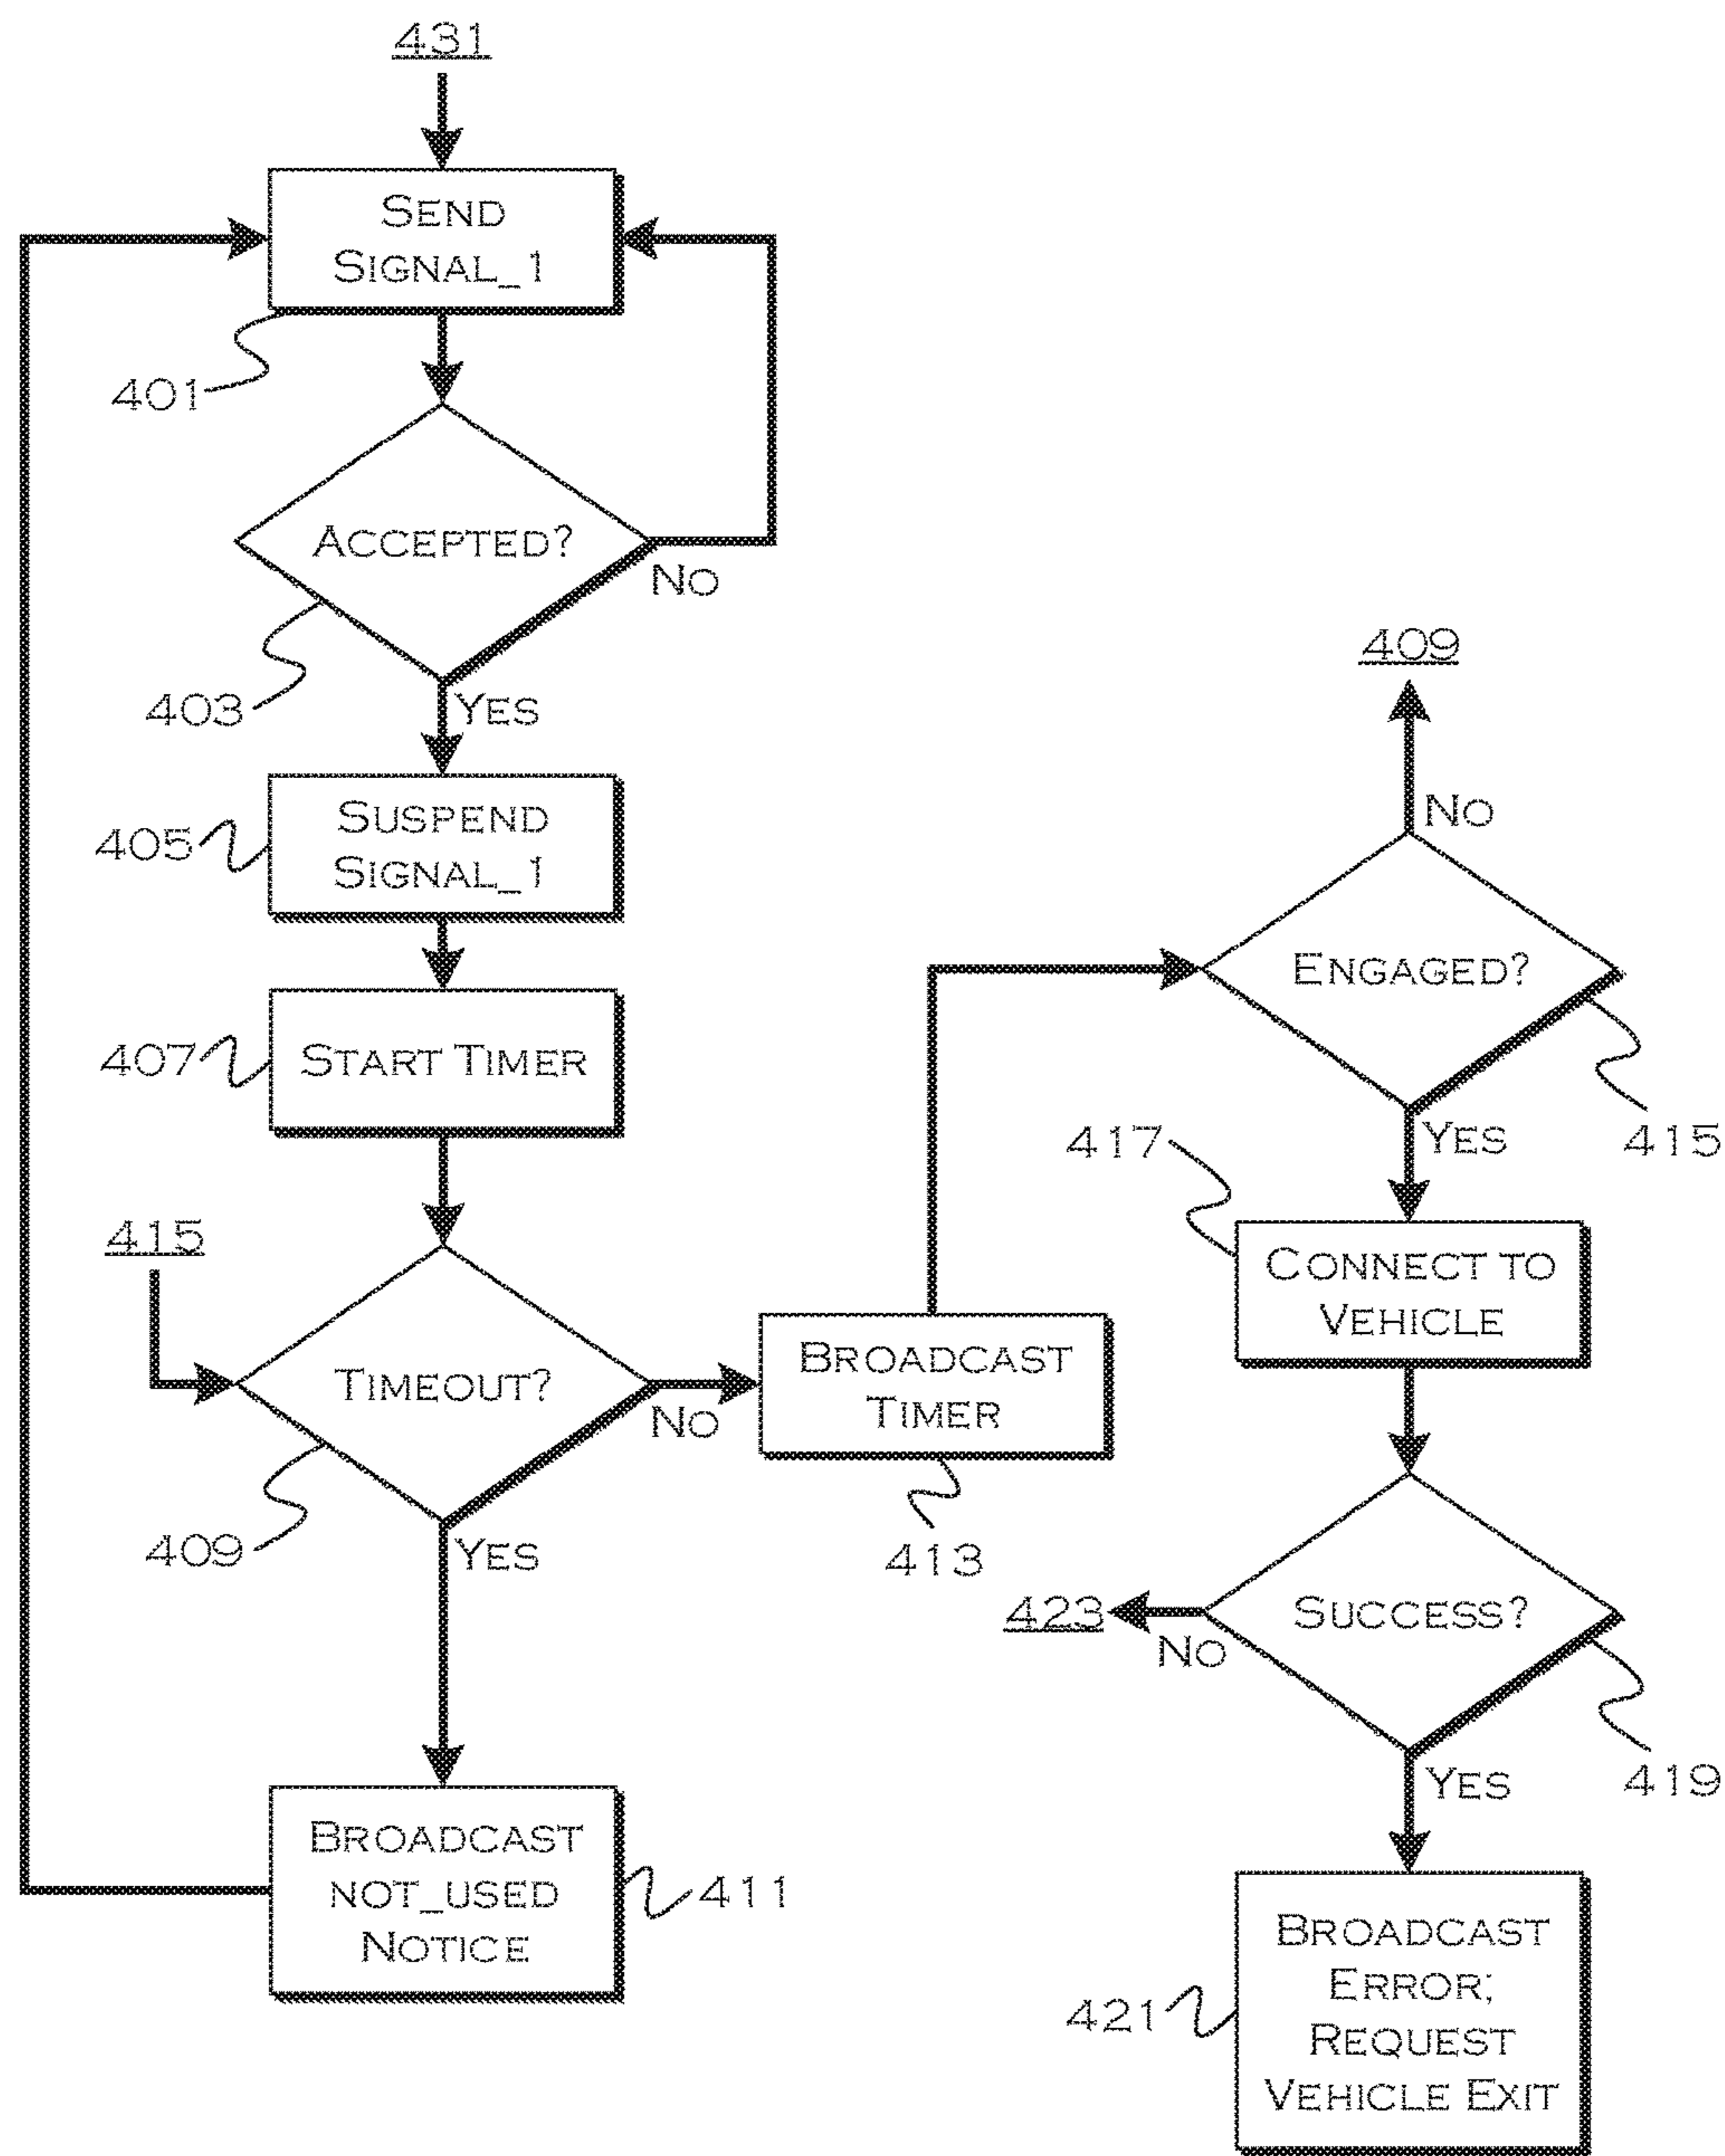 431
SEND
SIGNAL_1
401
ACCEPTED?
NO
403
YES
SUSPEND
SIGNAL_1
405
START TIMER
407
415
TIMEOUT?
NO
409
YES
BROADCAST
NOT_USED
NOTICE
411
BROADCAST
TIMER
413
409
NO
ENGAGED?
415
YES
417
CONNECT TO
VEHICLE
SUCCESS?
423
NO
419
YES
BROADCAST
ERROR;
REQUEST
VEHICLE EXIT
421